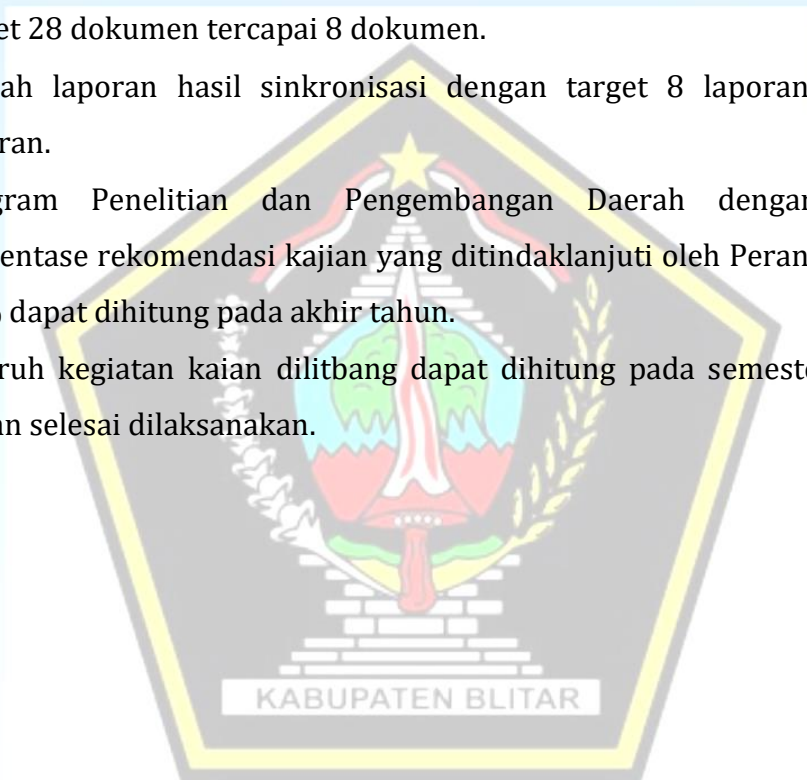 et 28 dokumen tercapai 8 dokumen.
ah laporan hasil sinkronisasi dengan target 8 laporan
ran.
gram Penelitian dan Pengembangan Daerah dengan
entase rekomendasi kajian yang ditindaklanjuti oleh Peran
dapat dihitung pada akhir tahun.
ruh kegiatan kaian dilitbang dapat dihitung pada semeste
n selesai dilaksanakan.
KABUPATEN BLITAR